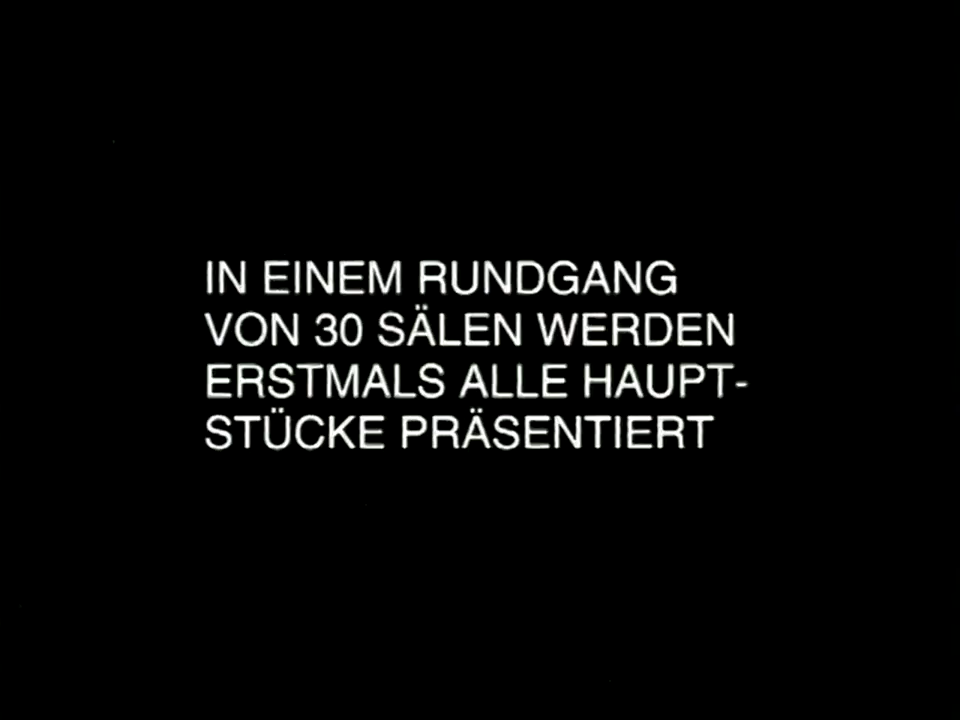 IN EINEM RUNDGANG
VON 30 SÄLEN WERDEN
ERSTMALS ALLE HAUPT-
STÜCKE PRÄSENTIERT